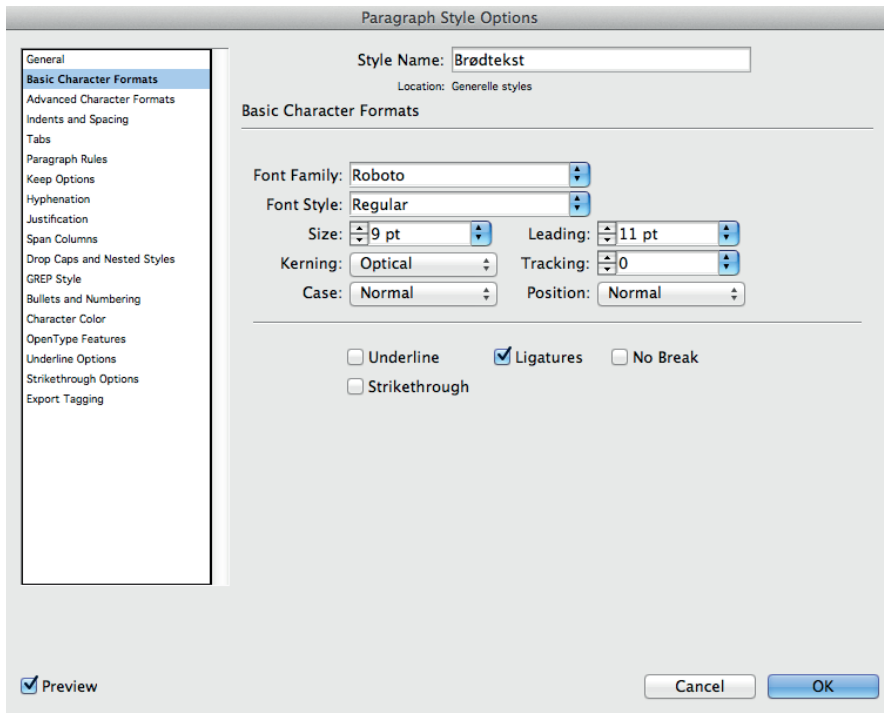 Paragraph Style Options
General
Basic Character Formats
Advanced Character Formats
Indents and Spacing
Tabs
Paragraph Rules
Keep Options
Hyphenation
Justification
Span Columns
Drop Caps and Nested Styles
GREP Style
Bullets and Numbering
Character Color
OpenType Features
Underline Options
Strikethrough Options
Export Tagging
Style Name: Brødtekst
Location: Generelle styles
Basic Character Formats
Font Family: Roboto
Font Style: Regular
Size: 9 pt Leading: 11 pt
Kerning: Optical Tracking: 0
Case: Normal Position: Normal
Underline Ligatures No Break
Strikethrough
Preview Cancel OK